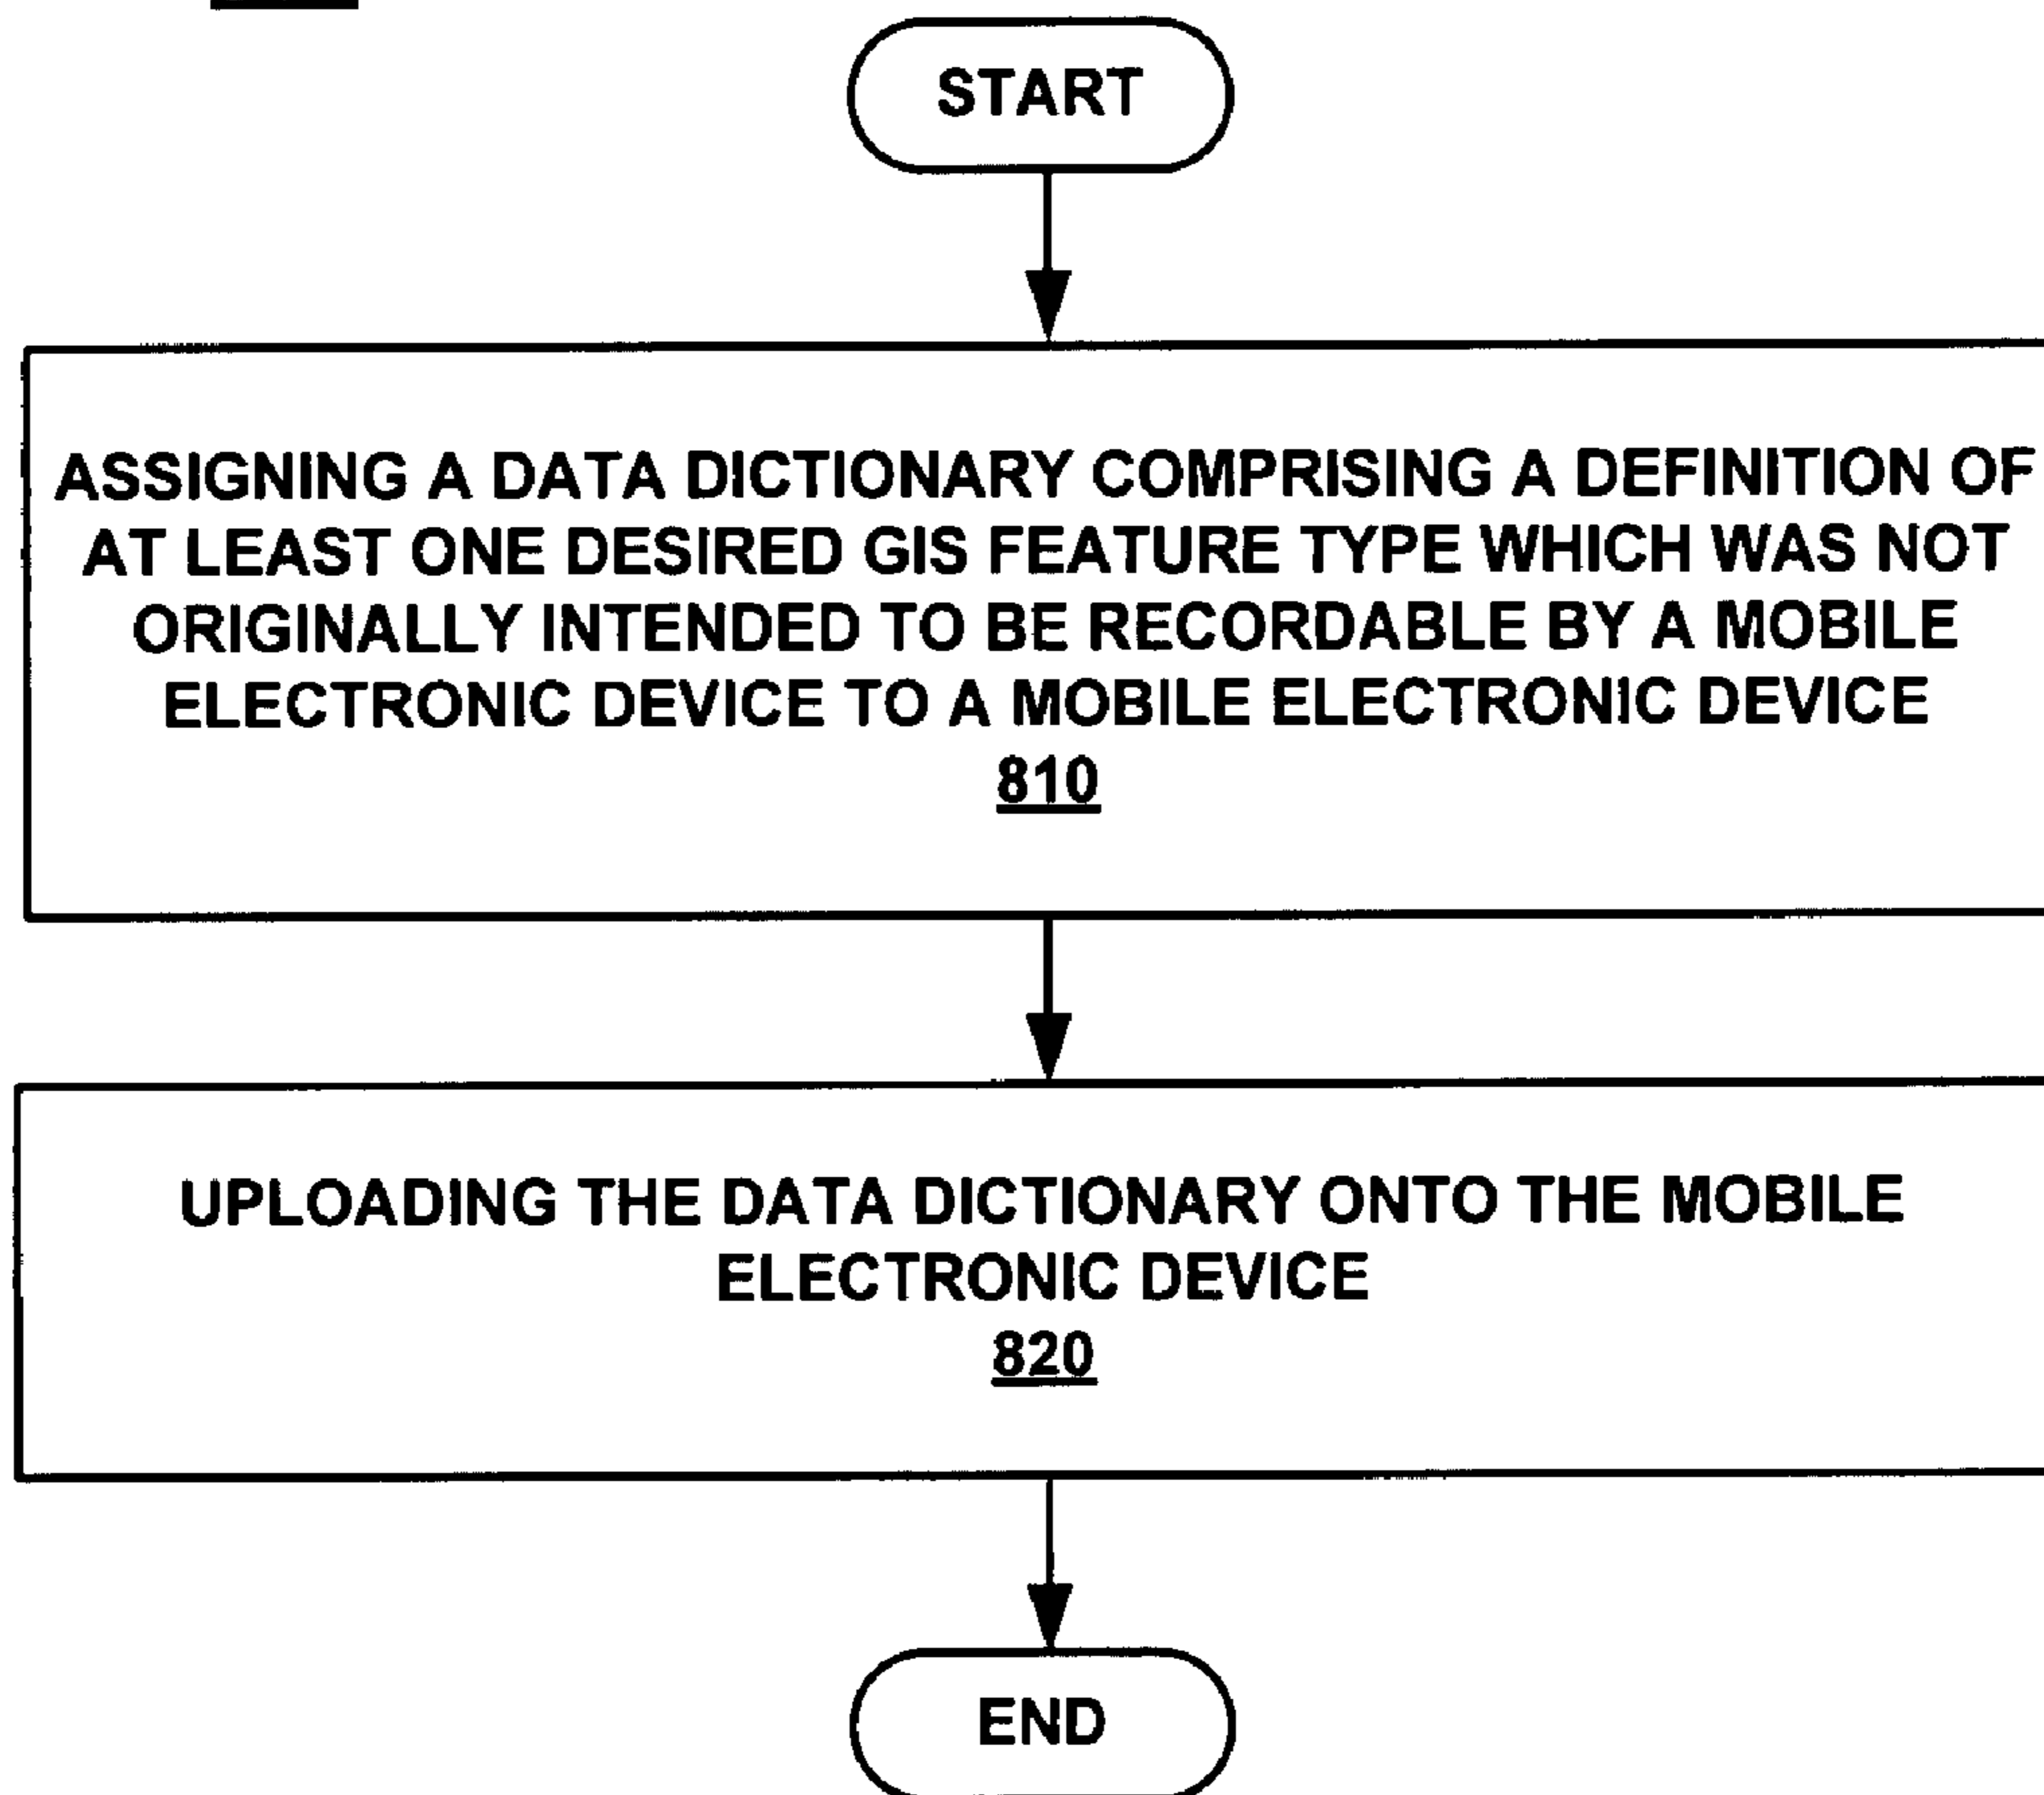 START
ASSIGNING A DATA DICTIONARY COMPRISING A DEFINITION OF
AT LEAST ONE DESIRED GIS FEATURE TYPE WHICH WAS NOT
ORIGINALLY INTENDED TO BE RECORDABLE BY A MOBILE
ELECTRONIC DEVICE TO A MOBILE ELECTRONIC DEVICE
810
UPLOADING THE DATA DICTIONARY ONTO THE MOBILE
ELECTRONIC DEVICE
820
END